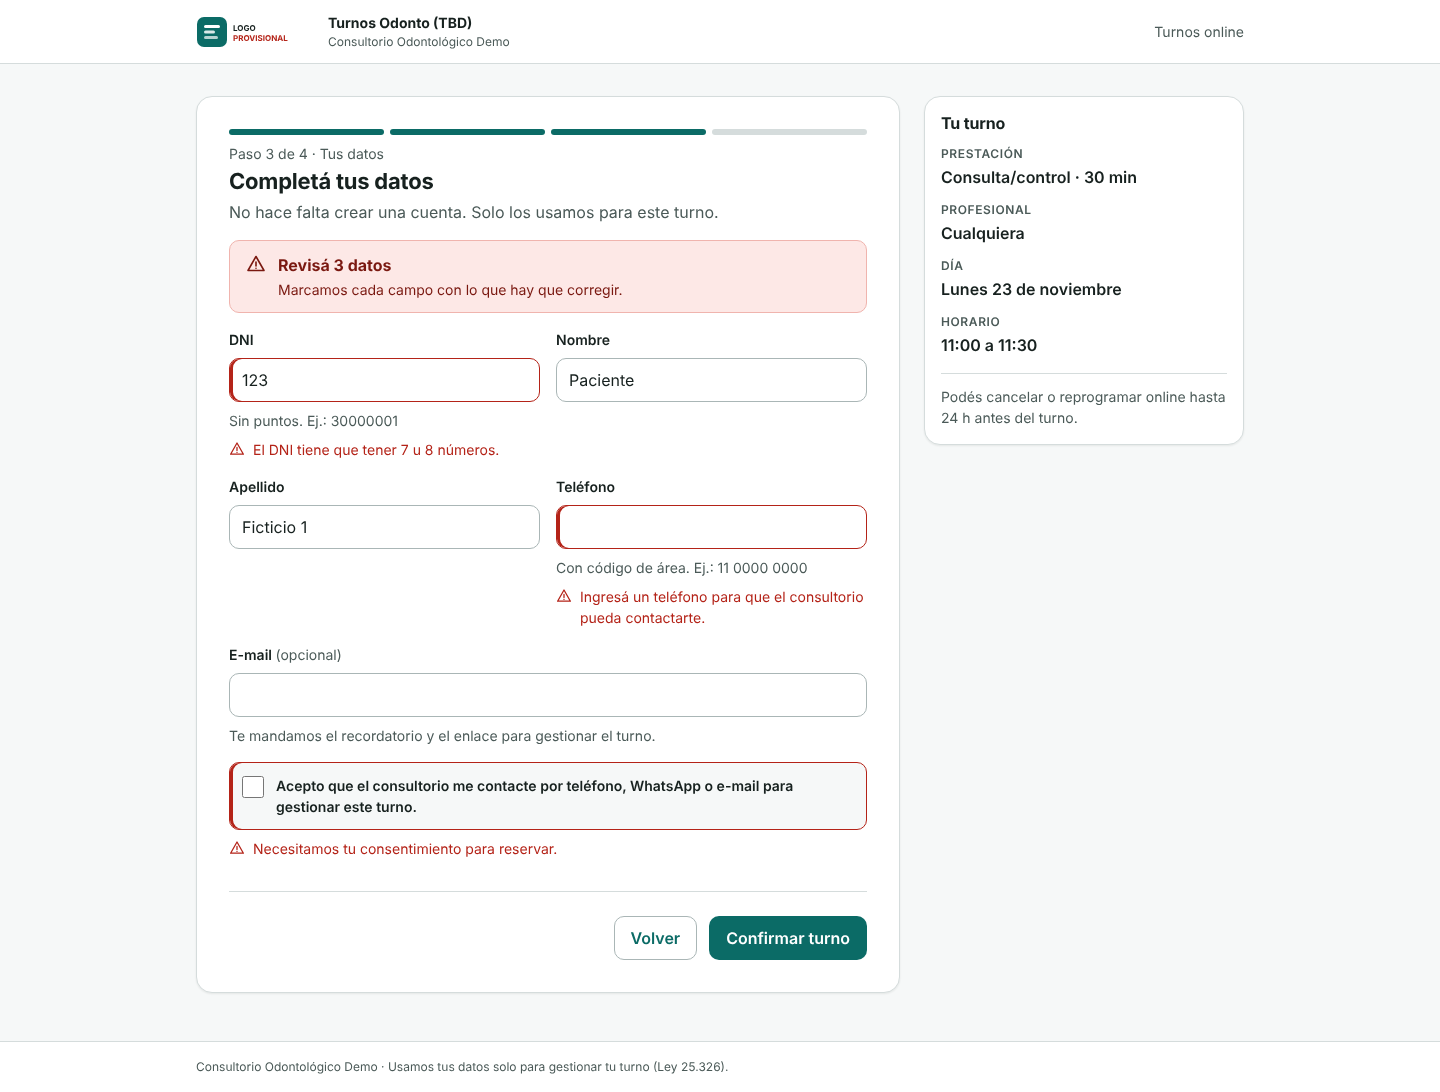 LOGO
PROVISIONAL
Turnos Odonto (TBD)
Consultorio Odontológico Demo
Turnos online
Paso 3 de 4 · Tus datos
Completá tus datos
No hace falta crear una cuenta. Solo los usamos para este turno.
Revisá 3 datos
Marcamos cada campo con lo que hay que corregir.
DNI
123
Sin puntos. Ej.: 30000001
El DNI tiene que tener 7 u 8 números.
Nombre
Paciente
Apellido
Ficticio 1
Teléfono
Con código de área. Ej.: 11 0000 0000
Ingresá un teléfono para que el consultorio
pueda contactarte.
E-mail (opcional)
Te mandamos el recordatorio y el enlace para gestionar el turno.
Acepto que el consultorio me contacte por teléfono, WhatsApp o e-mail para
gestionar este turno.
Necesitamos tu consentimiento para reservar.
Volver
Confirmar turno
Tu turno
PRESTACIÓN
Consulta/control · 30 min
PROFESIONAL
Cualquiera
DÍA
Lunes 23 de noviembre
HORARIO
11:00 a 11:30
Podés cancelar o reprogramar online hasta
24 h antes del turno.
Consultorio Odontológico Demo · Usamos tus datos solo para gestionar tu turno (Ley 25.326).